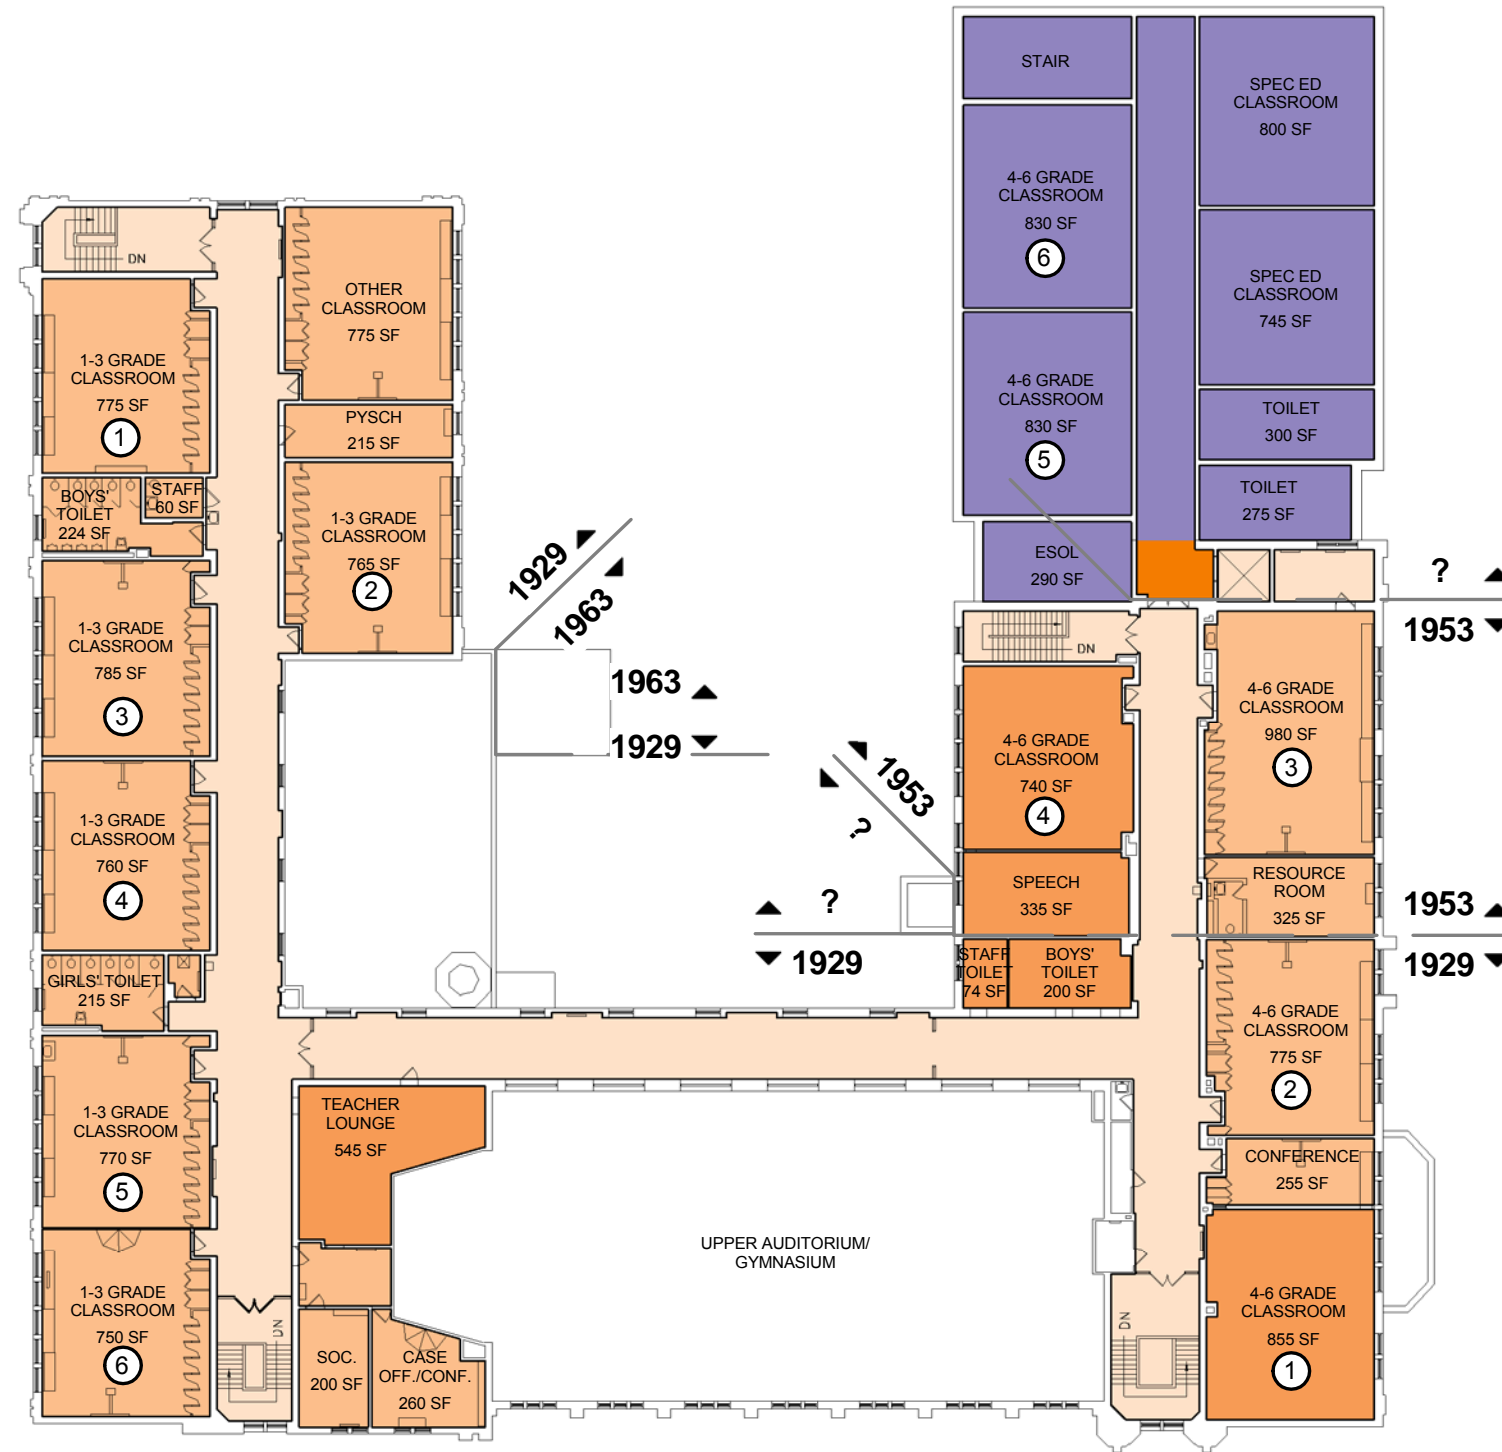 STAIR
SPEC ED
CLASSROOM
800 SF
4-6 GRADE
CLASSROOM
830 SF
6
SPEC ED
CLASSROOM
745 SF
4-6 GRADE
CLASSROOM
830 SF
5
TOILET
300 SF
TOILET
275 SF
ESOL
290 SF
DN
OTHER
CLASSROOM
775 SF
1-3 GRADE
CLASSROOM
775 SF
1
PYSCH
215 SF
BOYS'
TOILET
224 SF
STAFF
60 SF
1-3 GRADE
CLASSROOM
765 SF
2
1-3 GRADE
CLASSROOM
785 SF
3
1-3 GRADE
CLASSROOM
760 SF
4
GIRLS' TOILET
215 SF
1-3 GRADE
CLASSROOM
770 SF
5
1-3 GRADE
CLASSROOM
750 SF
6
DN
1929
1963
1963
1929
?
1953
DN
4-6 GRADE
CLASSROOM
740 SF
4
4-6 GRADE
CLASSROOM
980 SF
3
1953
?
?
1929
SPEECH
335 SF
RESOURCE
ROOM
325 SF
1953
1929
STAFF
TOILET
74 SF
BOYS'
TOILET
200 SF
4-6 GRADE
CLASSROOM
775 SF
2
CONFERENCE
255 SF
4-6 GRADE
CLASSROOM
855 SF
1
DN
TEACHER
LOUNGE
545 SF
UPPER AUDITORIUM/
GYMNASIUM
SOC.
200 SF
CASE
OFF./CONF.
260 SF